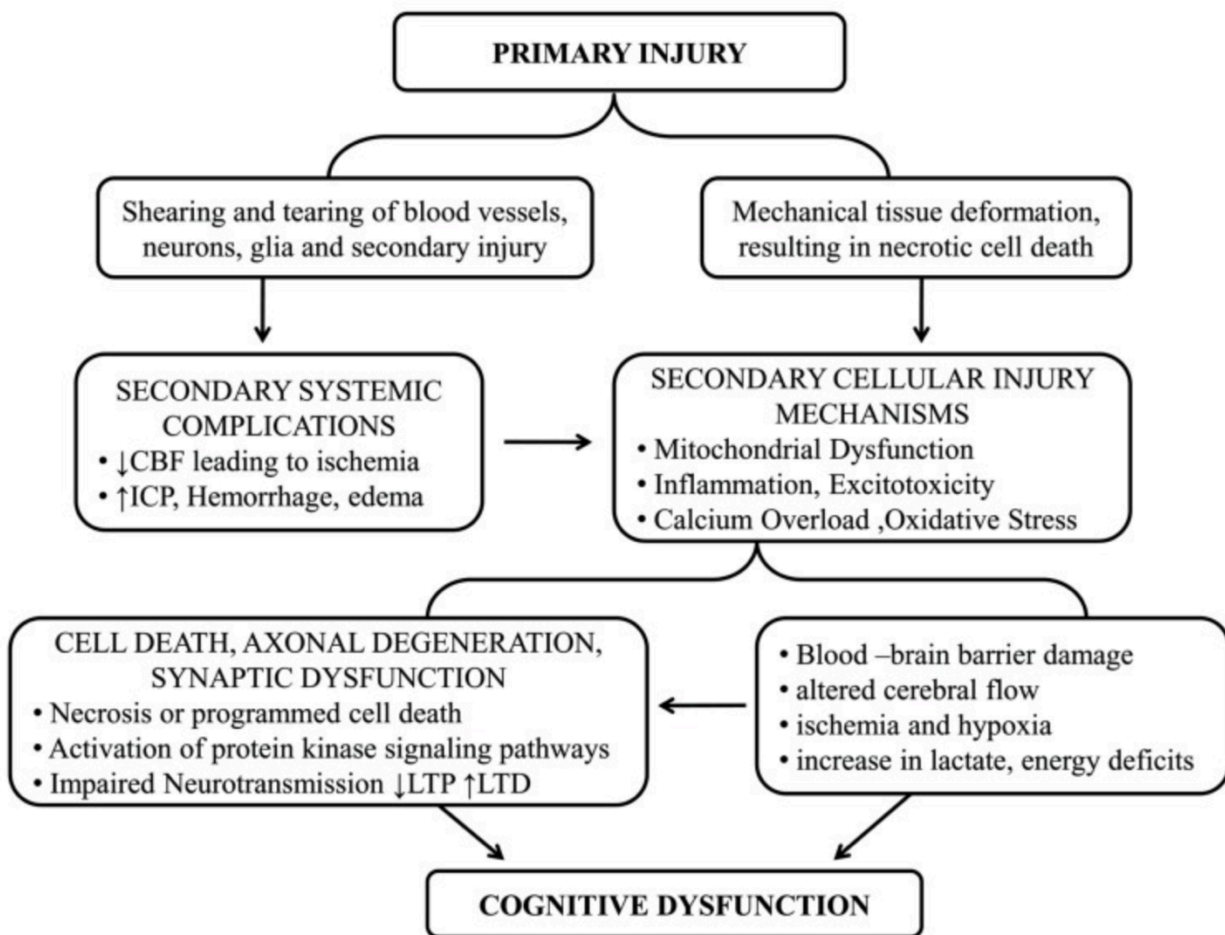 PRIMARY INJURY
Shearing and tearing of blood vessels,
neurons, glia and secondary injury
Mechanical tissue deformation,
resulting in necrotic cell death
SECONDARY SYSTEMIC
COMPLICATIONS
• ↓CBF leading to ischemia
• ↑ICP, Hemorrhage, edema
SECONDARY CELLULAR INJURY
MECHANISMS
• Mitochondrial Dysfunction
• Inflammation, Excitotoxicity
• Calcium Overload ,Oxidative Stress
CELL DEATH, AXONAL DEGENERATION,
SYNAPTIC DYSFUNCTION
• Necrosis or programmed cell death
• Activation of protein kinase signaling pathways
• Impaired Neurotransmission ↓LTP ↑LTD
• Blood –brain barrier damage
• altered cerebral flow
• ischemia and hypoxia
• increase in lactate, energy deficits
COGNITIVE DYSFUNCTION